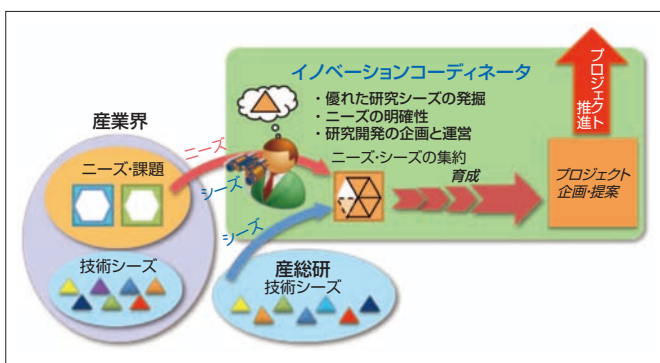 イノベーションコーディネータ
・優れた研究シーズの発掘
・ニーズの明確性
・研究開発の企画と運営
プロジェクト
推進
産業界
ニーズ・課題
ニーズ
シーズ
ニーズ・シーズの集約
育成
プロジェクト
企画・提案
シーズ
技術シーズ
産総研
技術シーズ